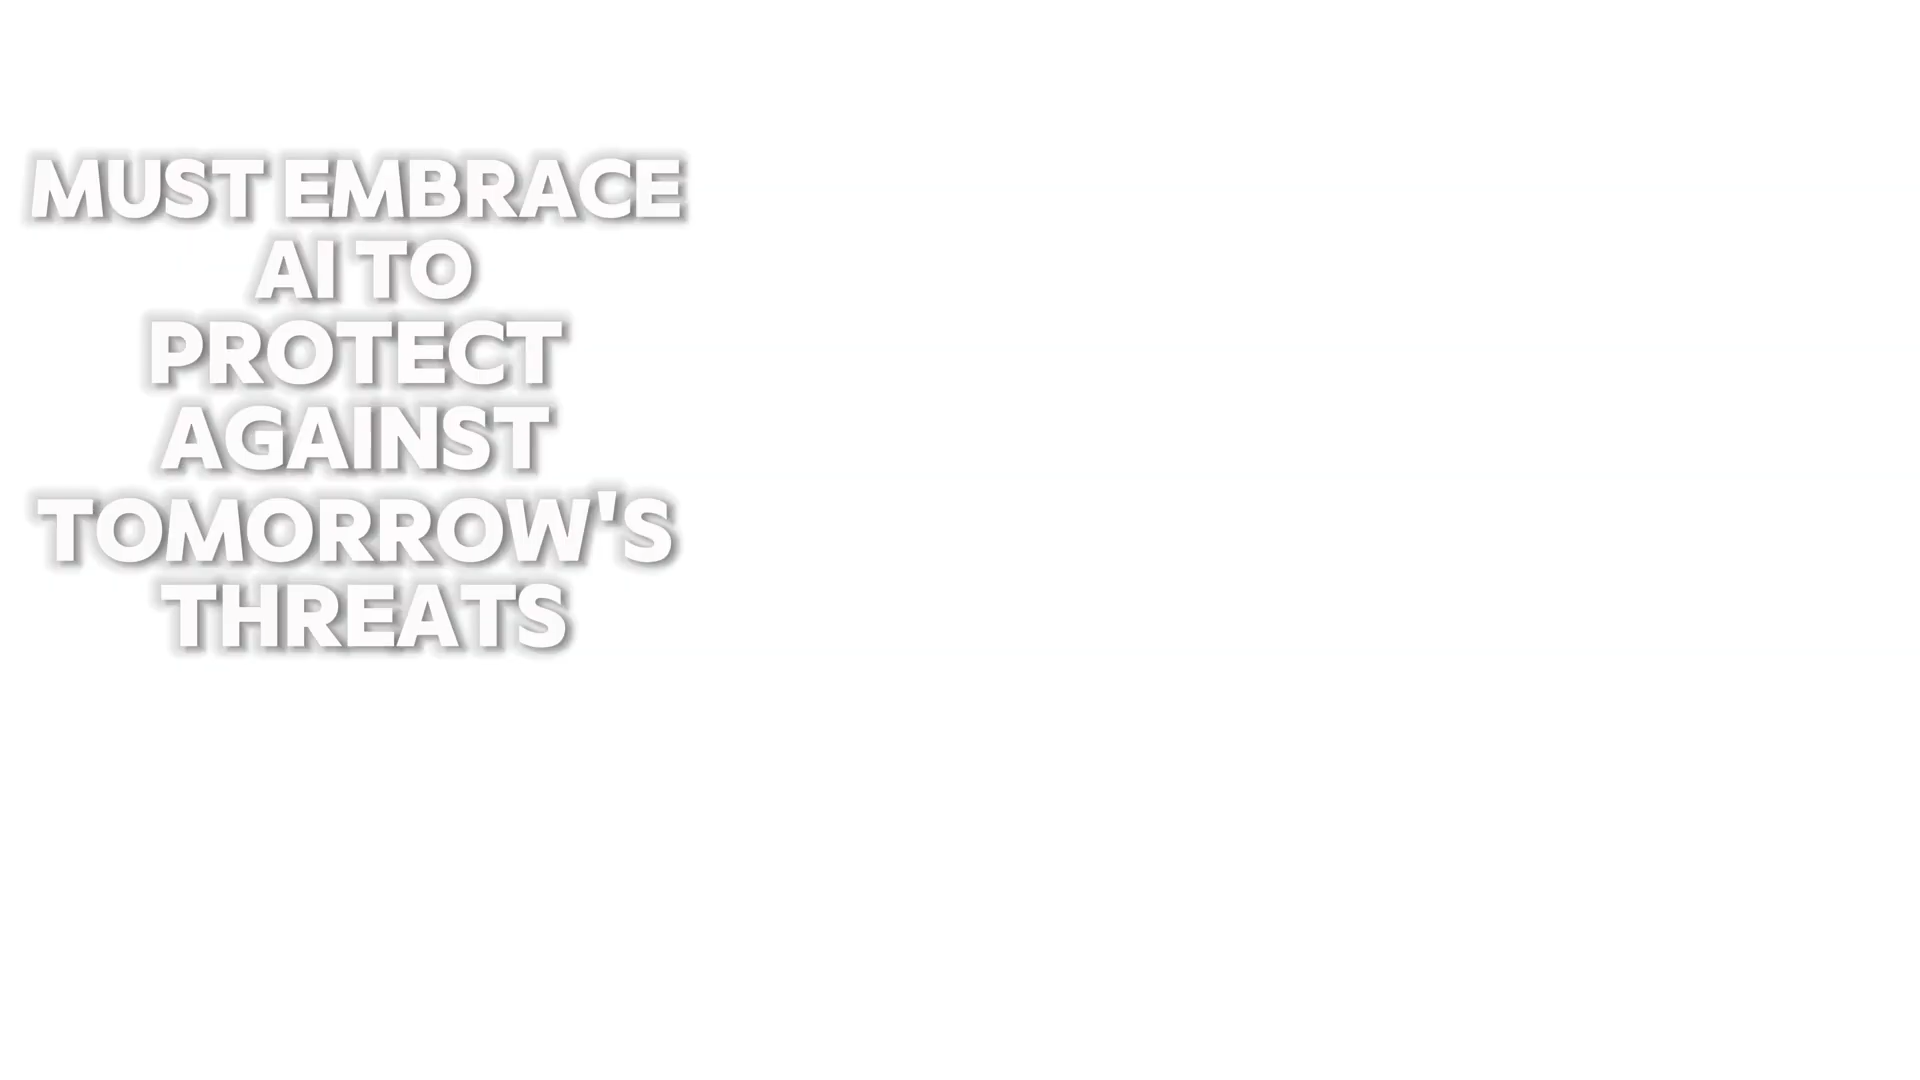 MUST EMBRACE
AI TO
PROTECT
AGAINST
TOMORROW'S
THREATS